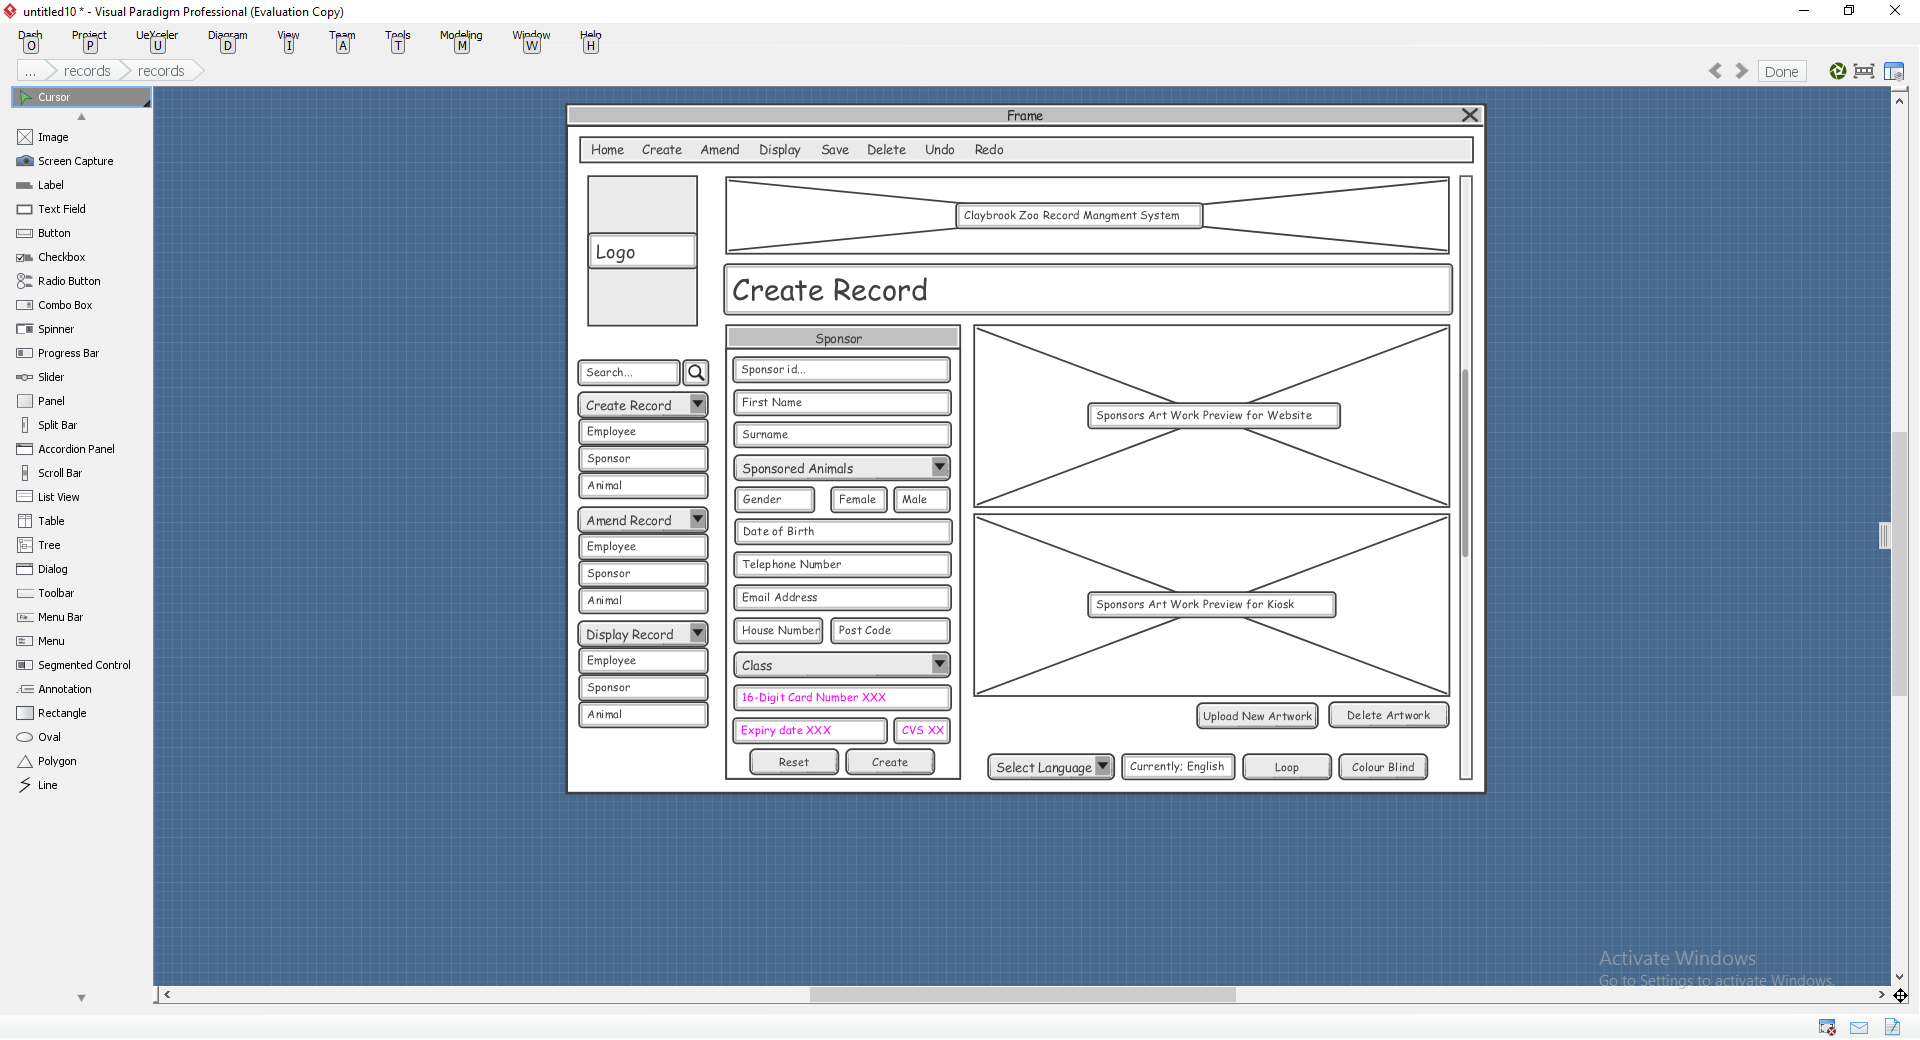 untitled10 * - Visual Paradigm Professional (Evaluation Copy)
Dash Project UeXceler Diagram View Team Tools Modeling Window Help
O P U D I A T M W H
... records records Done
Cursor
Image
Screen Capture
Label
Text Field
Button
Checkbox
Radio Button
Combo Box
Spinner
Progress Bar
Slider
Panel
Split Bar
Accordion Panel
Scroll Bar
List View
Table
Tree
Dialog
Toolbar
Menu Bar
Menu
Segmented Control
Annotation
Rectangle
Oval
Polygon
Line
Frame
Home Create Amend Display Save Delete Undo Redo
Logo
Claybrook Zoo Record Mangment System
Create Record
Search...
Create Record
Employee
Sponsor
Animal
Amend Record
Employee
Sponsor
Animal
Display Record
Employee
Sponsor
Animal
Sponsor
Sponsor id...
First Name
Surname
Sponsored Animals
Gender Female Male
Date of Birth
Telephone Number
Email Address
House Number Post Code
Class
16-Digit Card Number XXX
Expiry date XXX CVS XX
Reset Create
Sponsors Art Work Preview for Website
Sponsors Art Work Preview for Kiosk
Upload New Artwork Delete Artwork
Select Language Currently; English Loop Colour Blind
Activate Windows
Go to Settings to activate Windows.